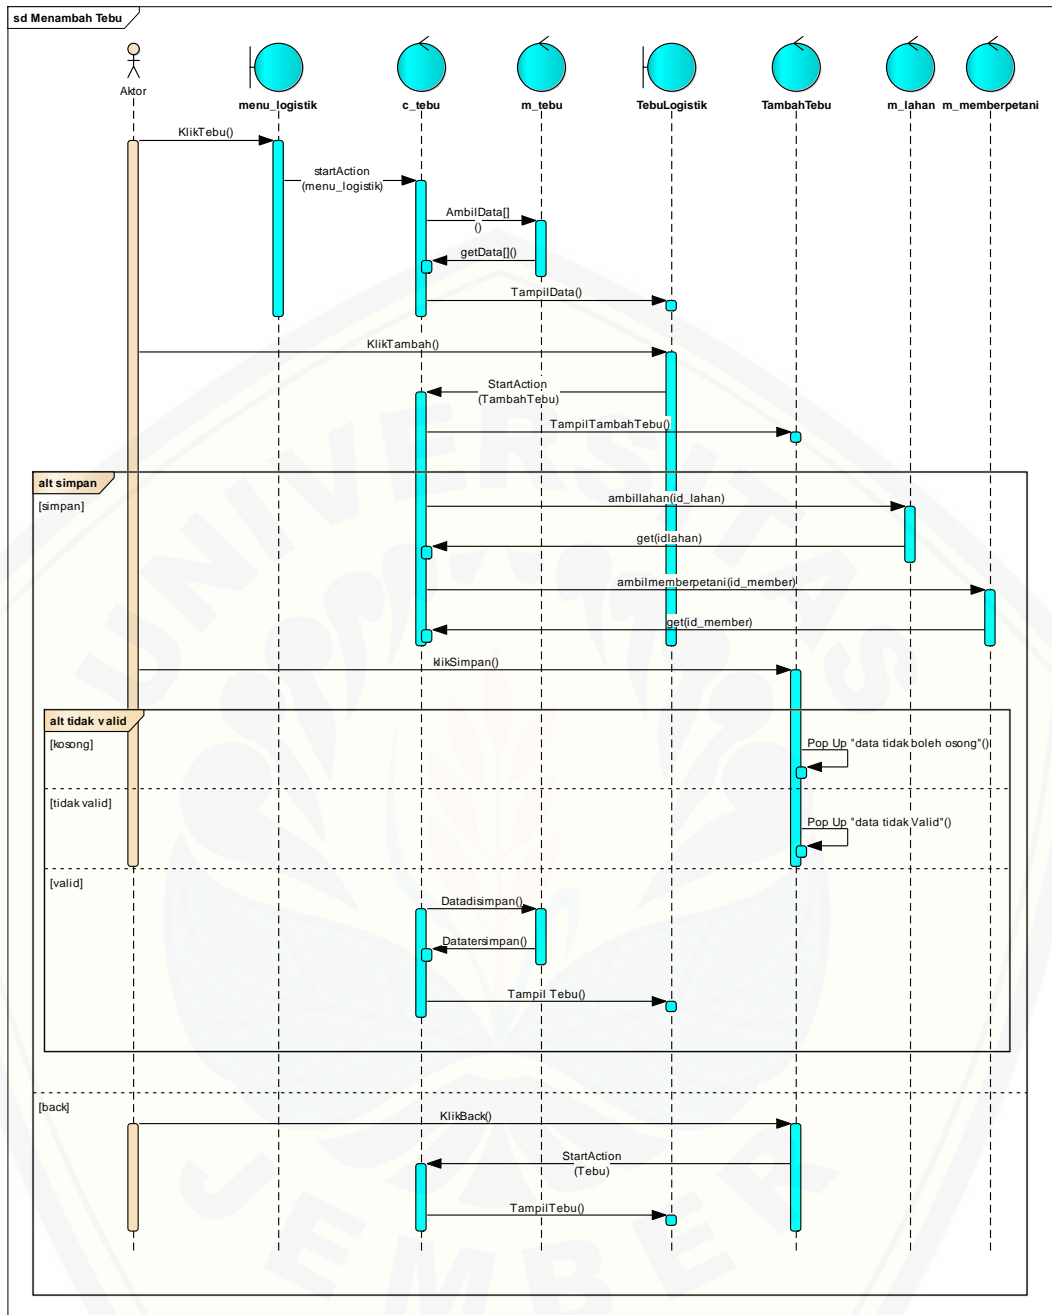 sd Menambah Tebu
Aktor
menu_logistik
c_tebu
m_tebu
TebuLogistik
TambahTebu
m_lahan
m_memberpetani
KlikTebu()
startAction
(menu_logistik)
AmbilData[]
()
getData[]()
TampilData()
KlikTambah()
StartAction
(TambahTebu)
TampilTambahTebu()
alt simpan
[simpan]
ambillahan(id_lahan)
get(idlahan)
ambilmemberpetani(id_member)
get(id_member)
klikSimpan()
alt tidak valid
[kosong]
Pop Up "data tidak boleh osong"()
[tidak valid]
Pop Up "data tidak Valid"()
[valid]
Datadisimpan()
Datatersimpan()
Tampil Tebu()
[back]
KlikBack()
StartAction
(Tebu)
TampilTebu()
UNIVERSITAS
JEMBER